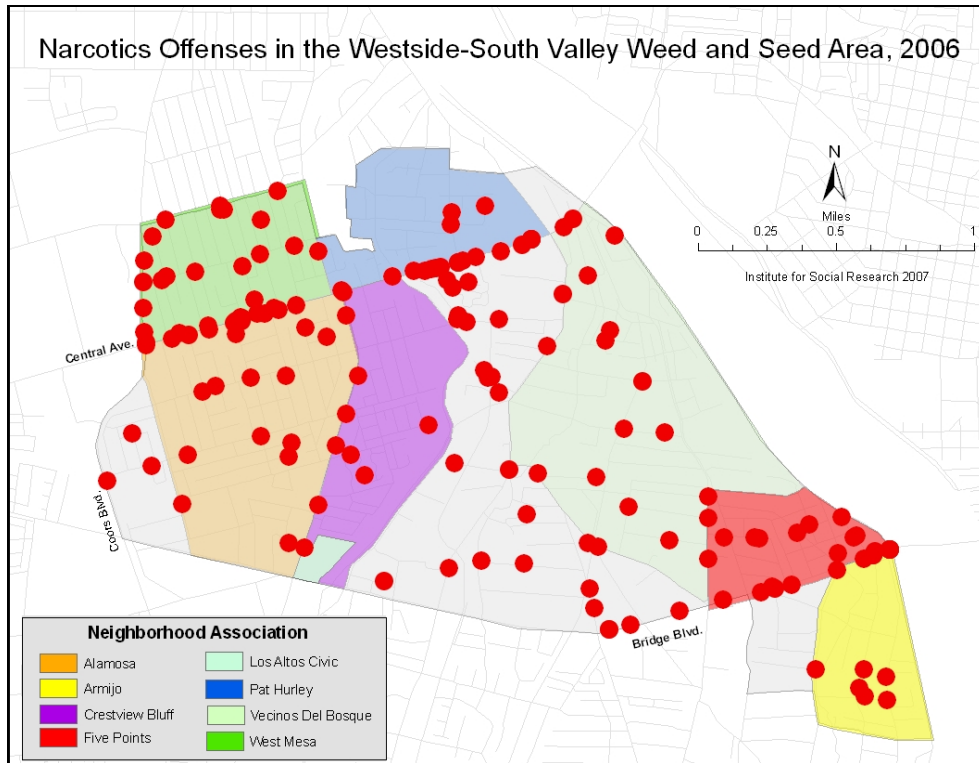 Narcotics Offenses in the Westside-South Valley Weed and Seed Area, 2006
N
Miles
0 0.25 0.5 1
Institute for Social Research 2007
Central Ave.
Coors Blvd.
Bridge Blvd.
Neighborhood Association
Alamosa
Armijo
Crestview Bluff
Five Points
Los Altos Civic
Pat Hurley
Vecinos Del Bosque
West Mesa